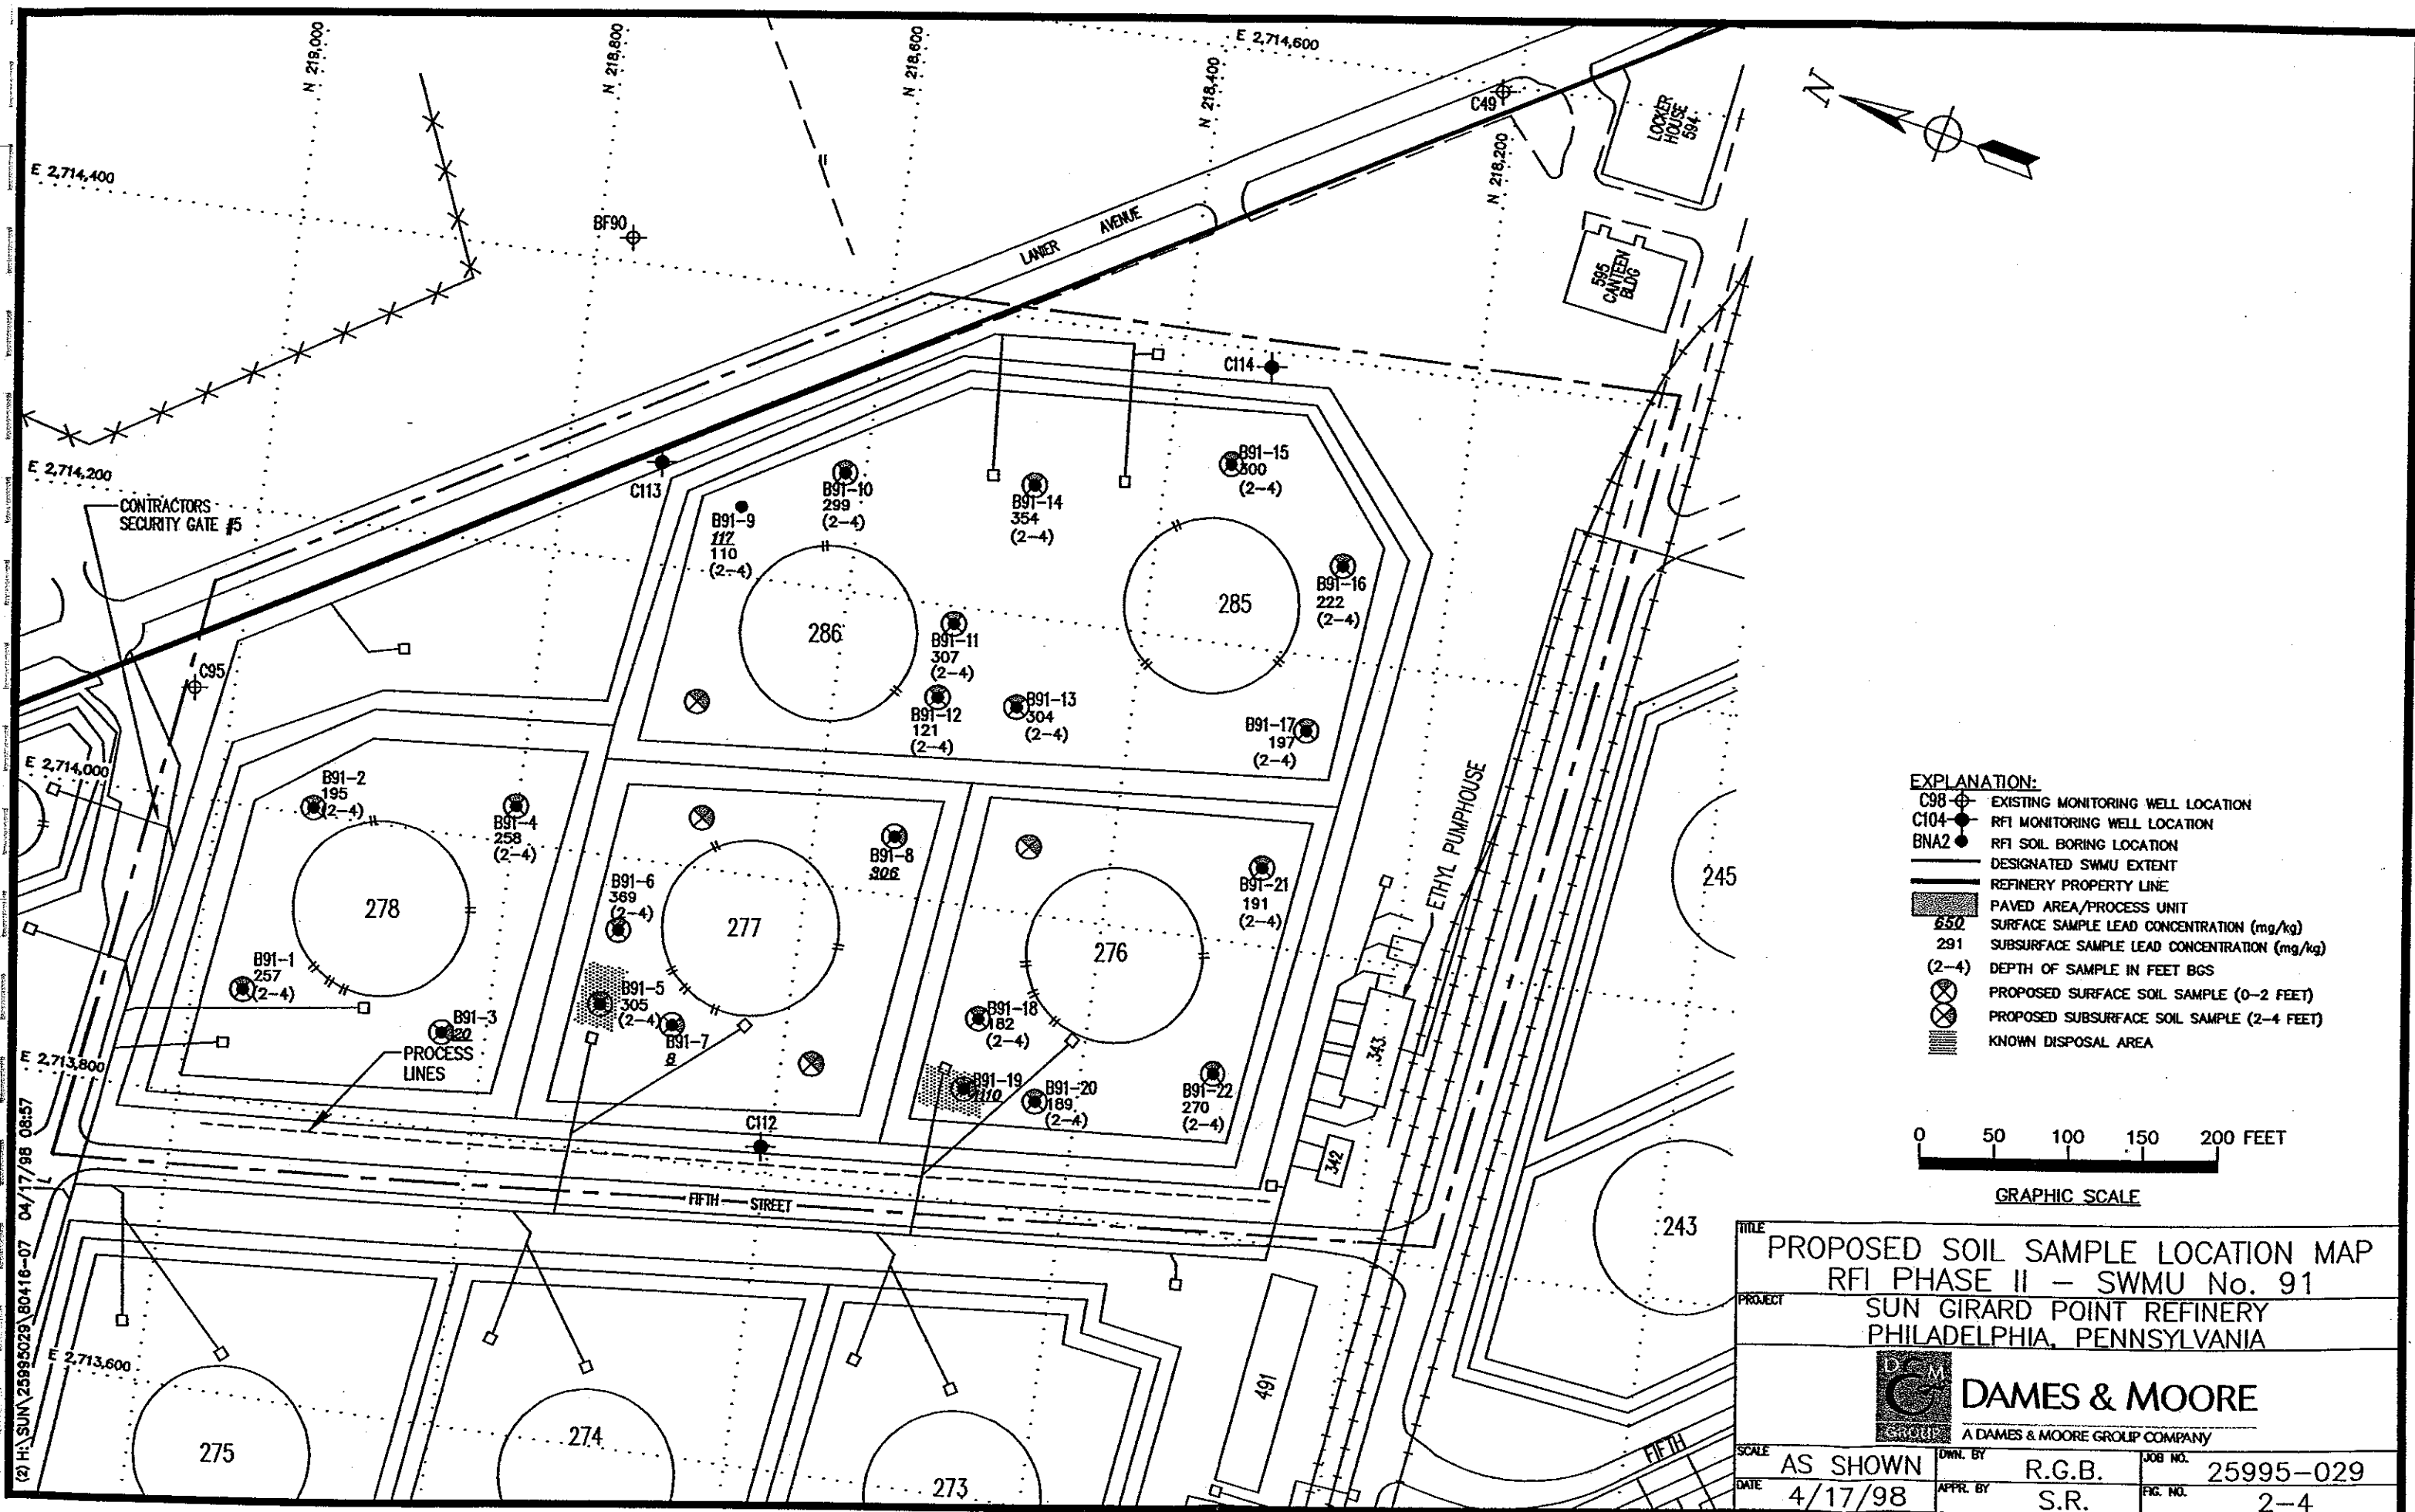 N 219,000
N 218,800
N 218,600
N 218,400
E 2,714,600
C49
N 218,200
LOCKER
HOUSE
594
N
E 2,714,400
BF90
LANIER AVENUE
595
CANTEEN
BLDG
C114
E 2,714,200
CONTRACTORS
SECURITY GATE #5
C113
B91-9
117
110
(2-4)
B91-10
299
(2-4)
B91-14
354
(2-4)
B91-15
300
(2-4)
B91-16
222
(2-4)
286
285
B91-11
307
(2-4)
B91-12
121
(2-4)
B91-13
304
(2-4)
B91-17
197
(2-4)
C95
E 2,714,000
B91-2
195
(2-4)
B91-4
258
(2-4)
278
B91-1
257
(2-4)
B91-3
PROCESS
LINES
B91-6
369
(2-4)
277
B91-8
B91-5
305
(2-4)
B91-7
8
276
B91-21
191
(2-4)
B91-18
182
(2-4)
B91-19
1110
B91-20
189
(2-4)
B91-22
270
(2-4)
ETHYL PUMPHOUSE
343
342
245
243
E 2,713,800
C112
FIFTH STREET
E 2,713,600
275
274
273
491
FIFTH
(2) H:\SUN\25995029\80416-07 04/17/98 08:57
EXPLANATION:
C98 EXISTING MONITORING WELL LOCATION
C104 RFI MONITORING WELL LOCATION
BNA2 RFI SOIL BORING LOCATION
DESIGNATED SWMU EXTENT
REFINERY PROPERTY LINE
PAVED AREA/PROCESS UNIT
650 SURFACE SAMPLE LEAD CONCENTRATION (mg/kg)
291 SUBSURFACE SAMPLE LEAD CONCENTRATION (mg/kg)
(2-4) DEPTH OF SAMPLE IN FEET BGS
PROPOSED SURFACE SOIL SAMPLE (0-2 FEET)
PROPOSED SUBSURFACE SOIL SAMPLE (2-4 FEET)
KNOWN DISPOSAL AREA
0 50 100 150 200 FEET
GRAPHIC SCALE
TITLE
PROPOSED SOIL SAMPLE LOCATION MAP
RFI PHASE II - SWMU No. 91
PROJECT
SUN GIRARD POINT REFINERY
PHILADELPHIA, PENNSYLVANIA
D M
GROUP
DAMES & MOORE
A DAMES & MOORE GROUP COMPANY
SCALE AS SHOWN DWN. BY R.G.B. JOB NO. 25995-029
DATE 4/17/98 APPR. BY S.R. FIG. NO. 2-4